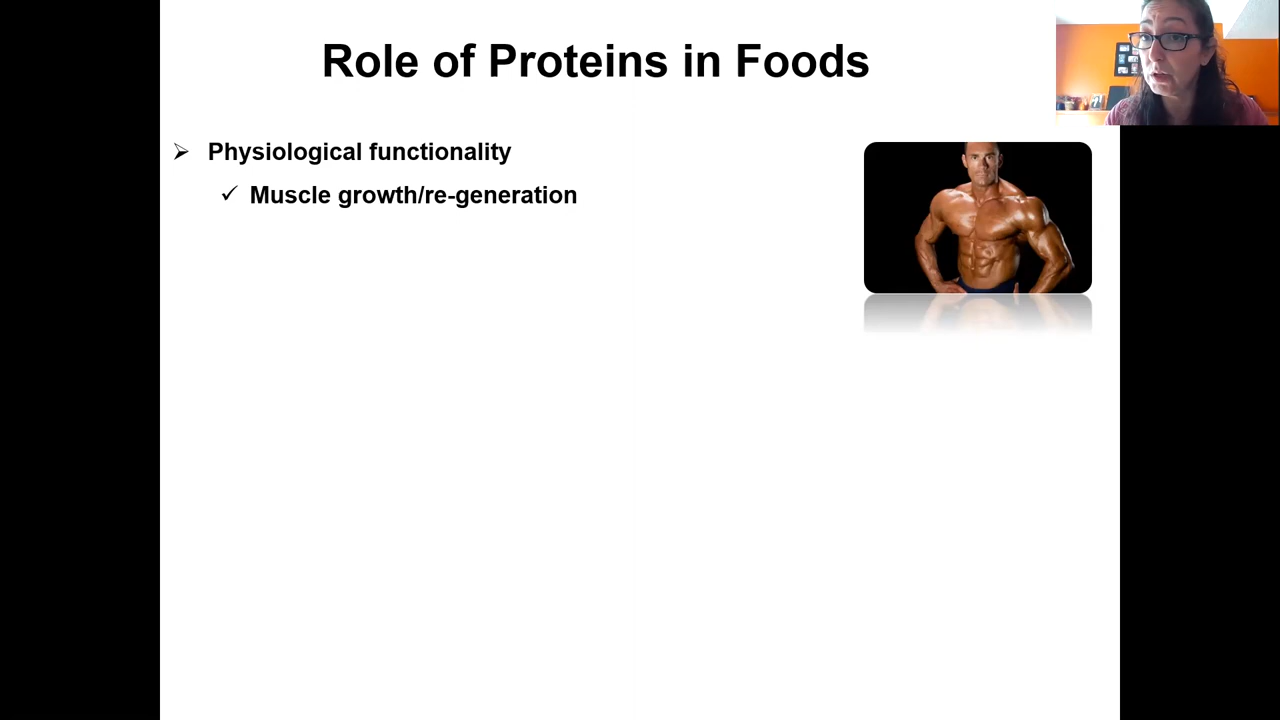 Role of Proteins in Foods
➢ Physiological functionality
✓ Muscle growth/re-generation